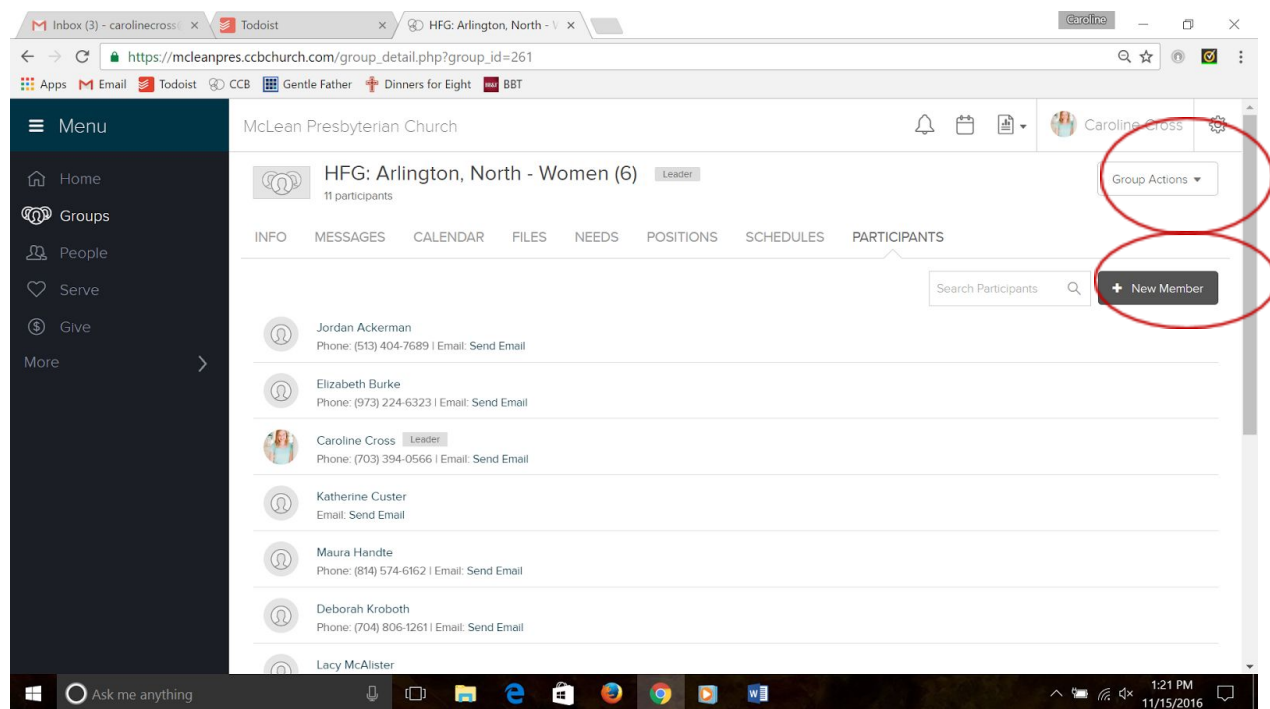 Inbox (3) - carolinecross
Todoist
HFG: Arlington, North - W
Caroline
https://mcleanpres.ccbchurch.com/group_detail.php?group_id=261
Apps Email Todoist CCB Gentle Father Dinners for Eight BBT
Menu
McLean Presbyterian Church
Caroline Cross
Home
Groups
People
Serve
Give
More
HFG: Arlington, North - Women (6) Leader
11 participants
Group Actions
INFO MESSAGES CALENDAR FILES NEEDS POSITIONS SCHEDULES PARTICIPANTS
Search Participants
+ New Member
Jordan Ackerman
Phone: (513) 404-7689 | Email: Send Email
Elizabeth Burke
Phone: (973) 224-6323 | Email: Send Email
Caroline Cross Leader
Phone: (703) 394-0566 | Email: Send Email
Katherine Custer
Email: Send Email
Maura Handte
Phone: (814) 574-6162 | Email: Send Email
Deborah Kroboth
Phone: (704) 806-1261 | Email: Send Email
Lacy McAlister
Ask me anything
1:21 PM
11/15/2016